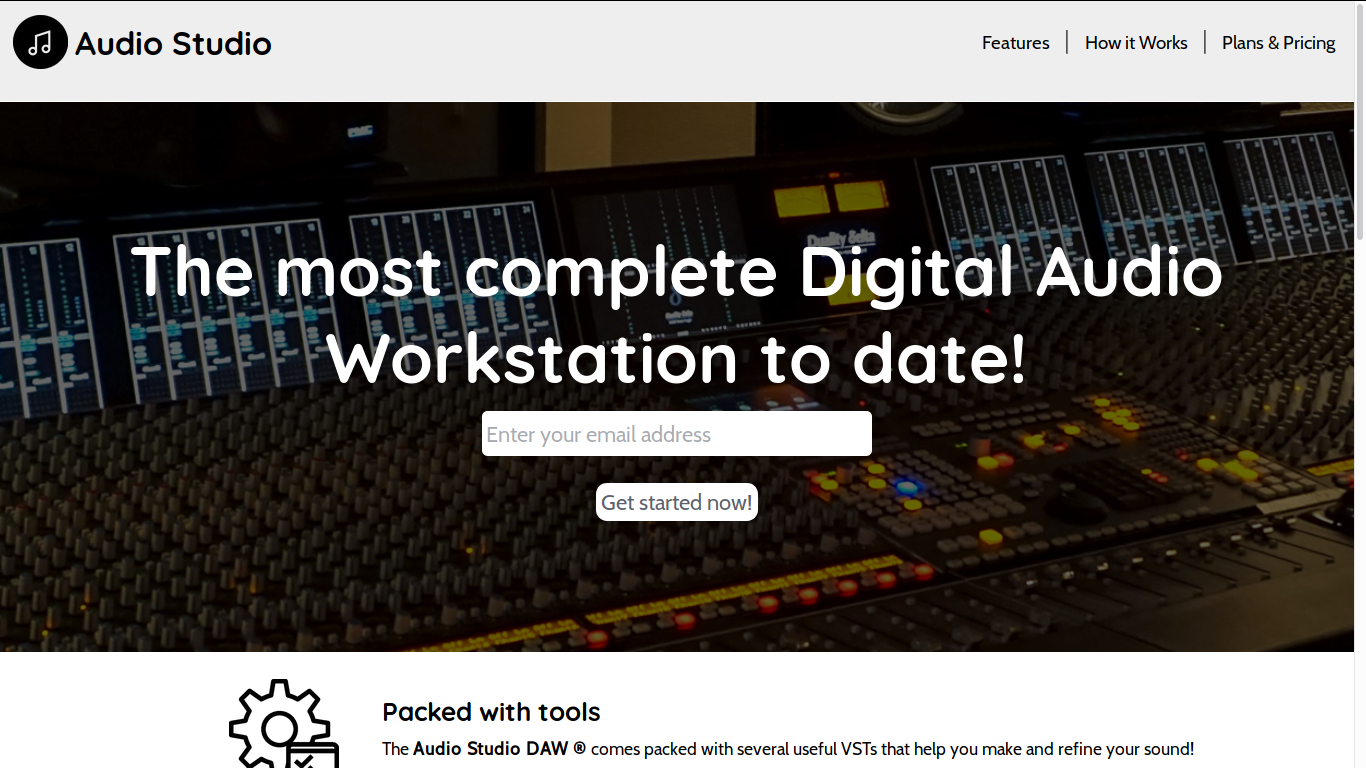 Audio Studio
Features
How it Works
Plans & Pricing
The most complete Digital Audio
Workstation to date!
Enter your email address
Get started now!
Packed with tools
The Audio Studio DAW ® comes packed with several useful VSTs that help you make and refine your sound!